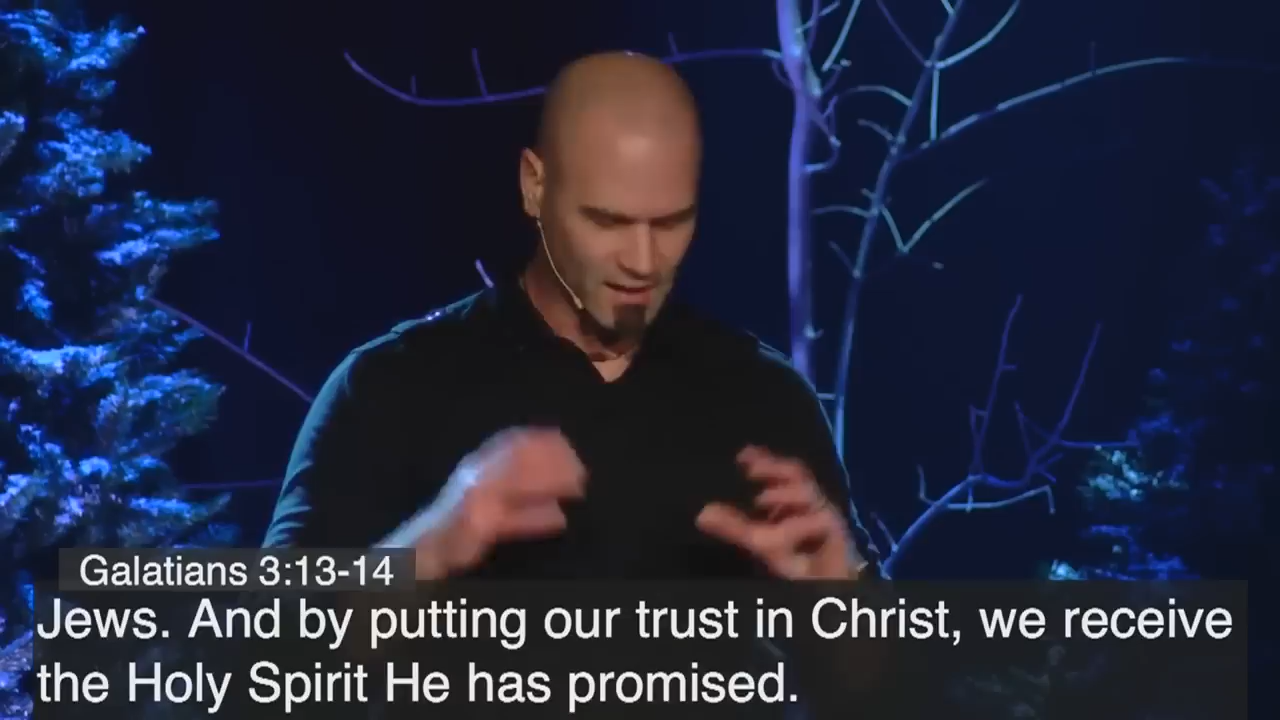 Galatians 3:13-14
Jews. And by putting our trust in Christ, we receive
the Holy Spirit He has promised.